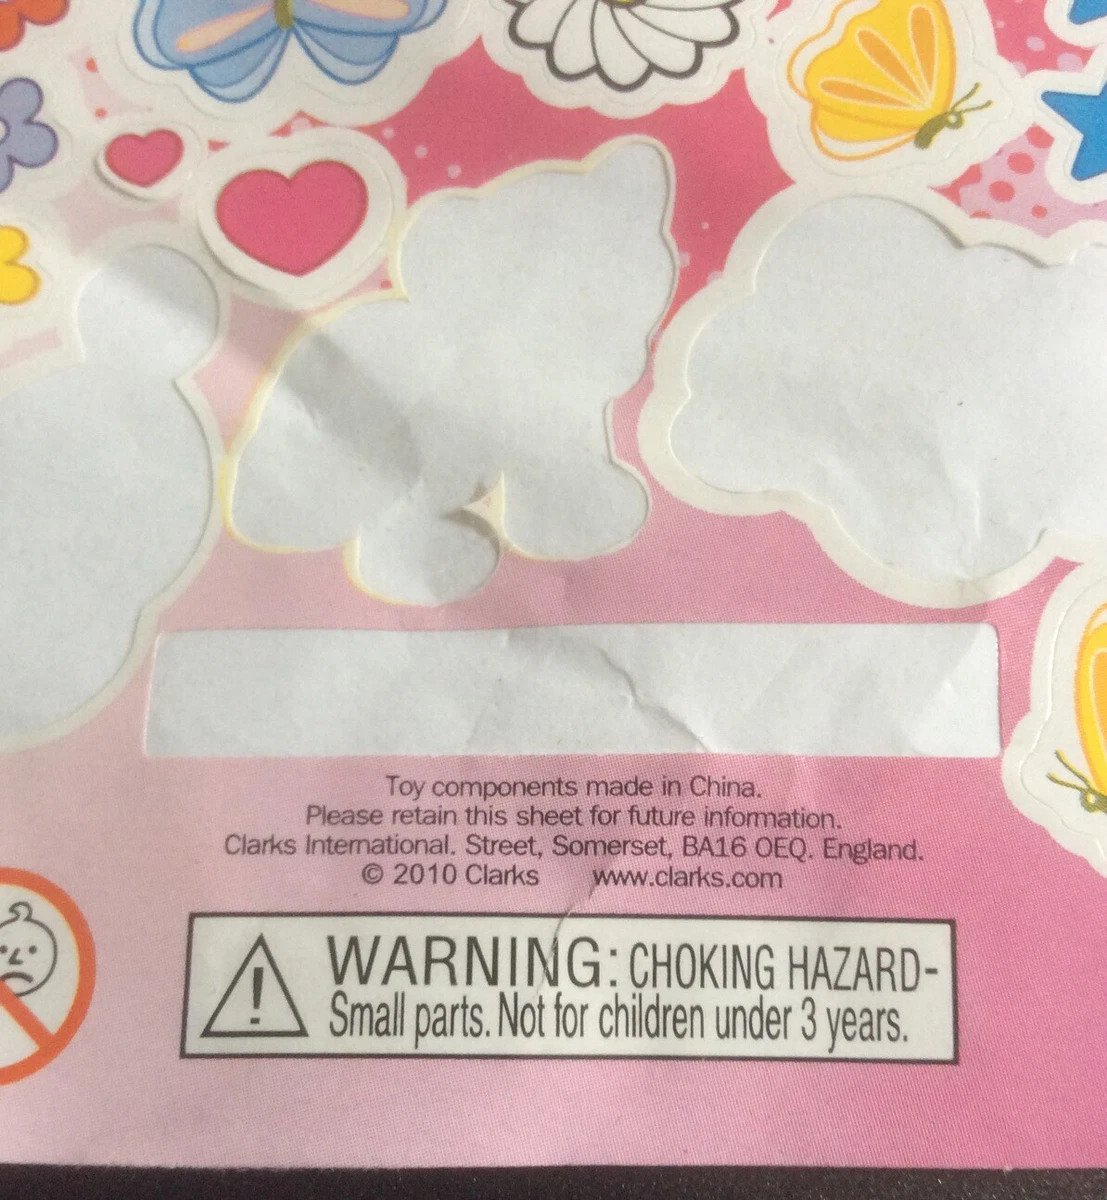 Toy components made in China.
Please retain this sheet for future information.
Clarks International. Street, Somerset, BA16 OEQ. England.
© 2010 Clarks www.clarks.com
WARNING: CHOKING HAZARD-
Small parts. Not for children under 3 years.